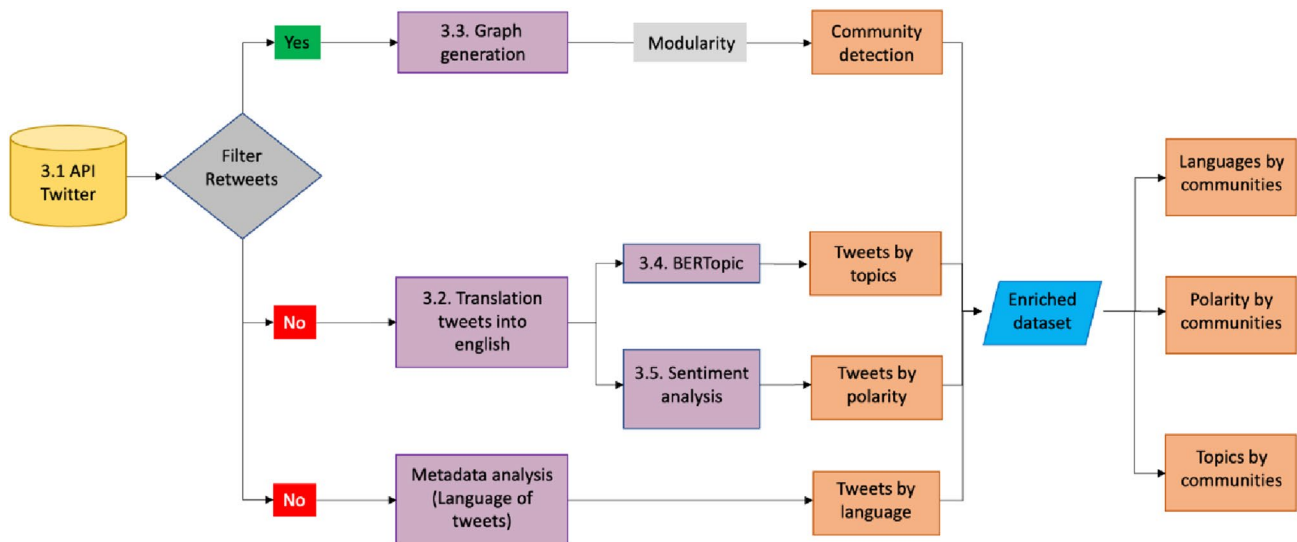 3.1 API
Twitter
Filter
Retweets
Yes
3.3. Graph
generation
Modularity
Community
detection
No
3.2. Translation
tweets into
english
3.4. BERTopic
Tweets by
topics
3.5. Sentiment
analysis
Tweets by
polarity
No
Metadata analysis
(Language of
tweets)
Tweets by
language
Enriched
dataset
Languages by
communities
Polarity by
communities
Topics by
communities